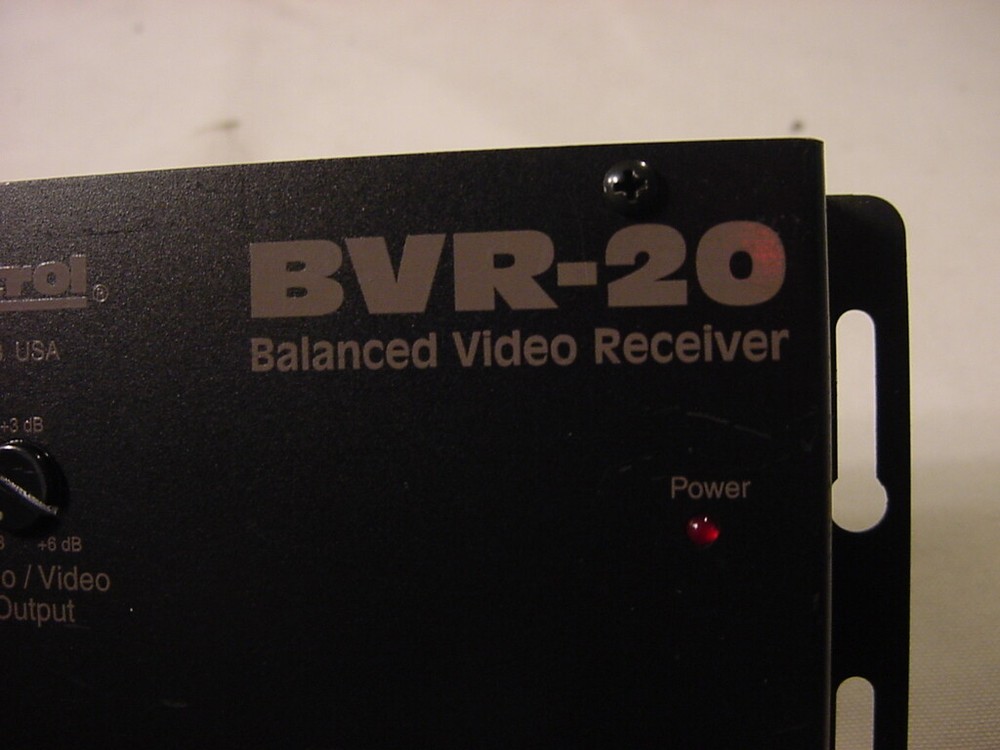 BVR-20
Balanced Video Receiver
®
USA
+3 dB
+6 dB
/ Video
Output
Power